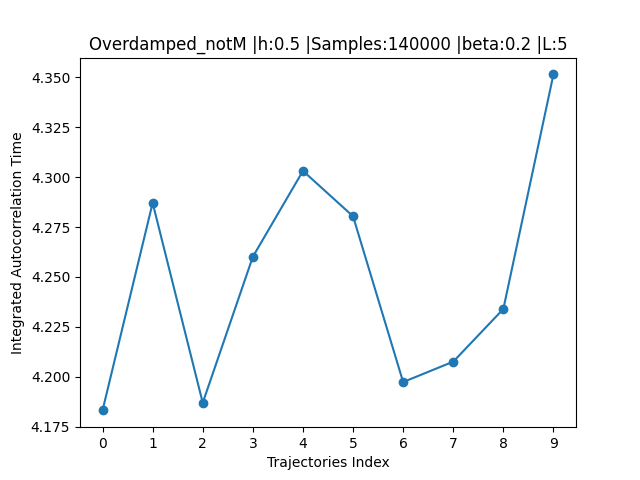 Overdamped_notM |h:0.5 |Samples:140000 |beta:0.2 |L:5
Integrated Autocorrelation Time
4.350
4.325
4.300
4.275
4.250
4.225
4.200
4.175
0 1 2 3 4 5 6 7 8 9
Trajectories Index